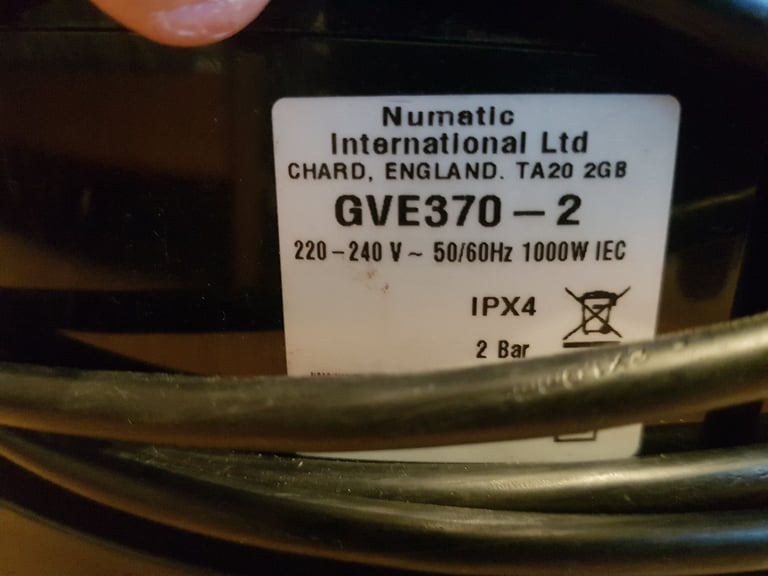 Numatic
International Ltd
CHARD, ENGLAND. TA20 2GB
GVE370-2
220-240 V ~ 50/60Hz 1000W IEC
IPX4
2 Bar